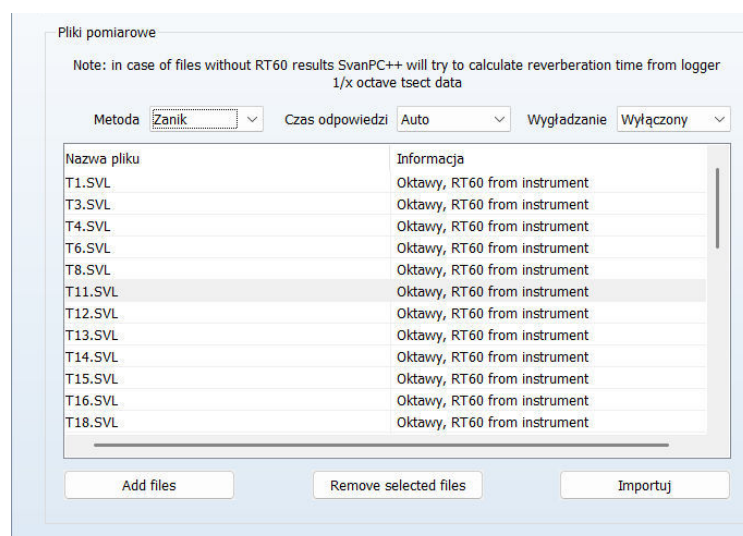 Pliki pomiarowe
Note: in case of files without RT60 results SvanPC++ will try to calculate reverberation time from logger
1/x octave tsect data
Metoda Zanik Czas odpowiedzi Auto Wygładzanie Wyłączony
Nazwa pliku Informacja
T1.SVL Oktawy, RT60 from instrument
T3.SVL Oktawy, RT60 from instrument
T4.SVL Oktawy, RT60 from instrument
T6.SVL Oktawy, RT60 from instrument
T8.SVL Oktawy, RT60 from instrument
T11.SVL Oktawy, RT60 from instrument
T12.SVL Oktawy, RT60 from instrument
T13.SVL Oktawy, RT60 from instrument
T14.SVL Oktawy, RT60 from instrument
T15.SVL Oktawy, RT60 from instrument
T16.SVL Oktawy, RT60 from instrument
T18.SVL Oktawy, RT60 from instrument
Add files Remove selected files Importuj